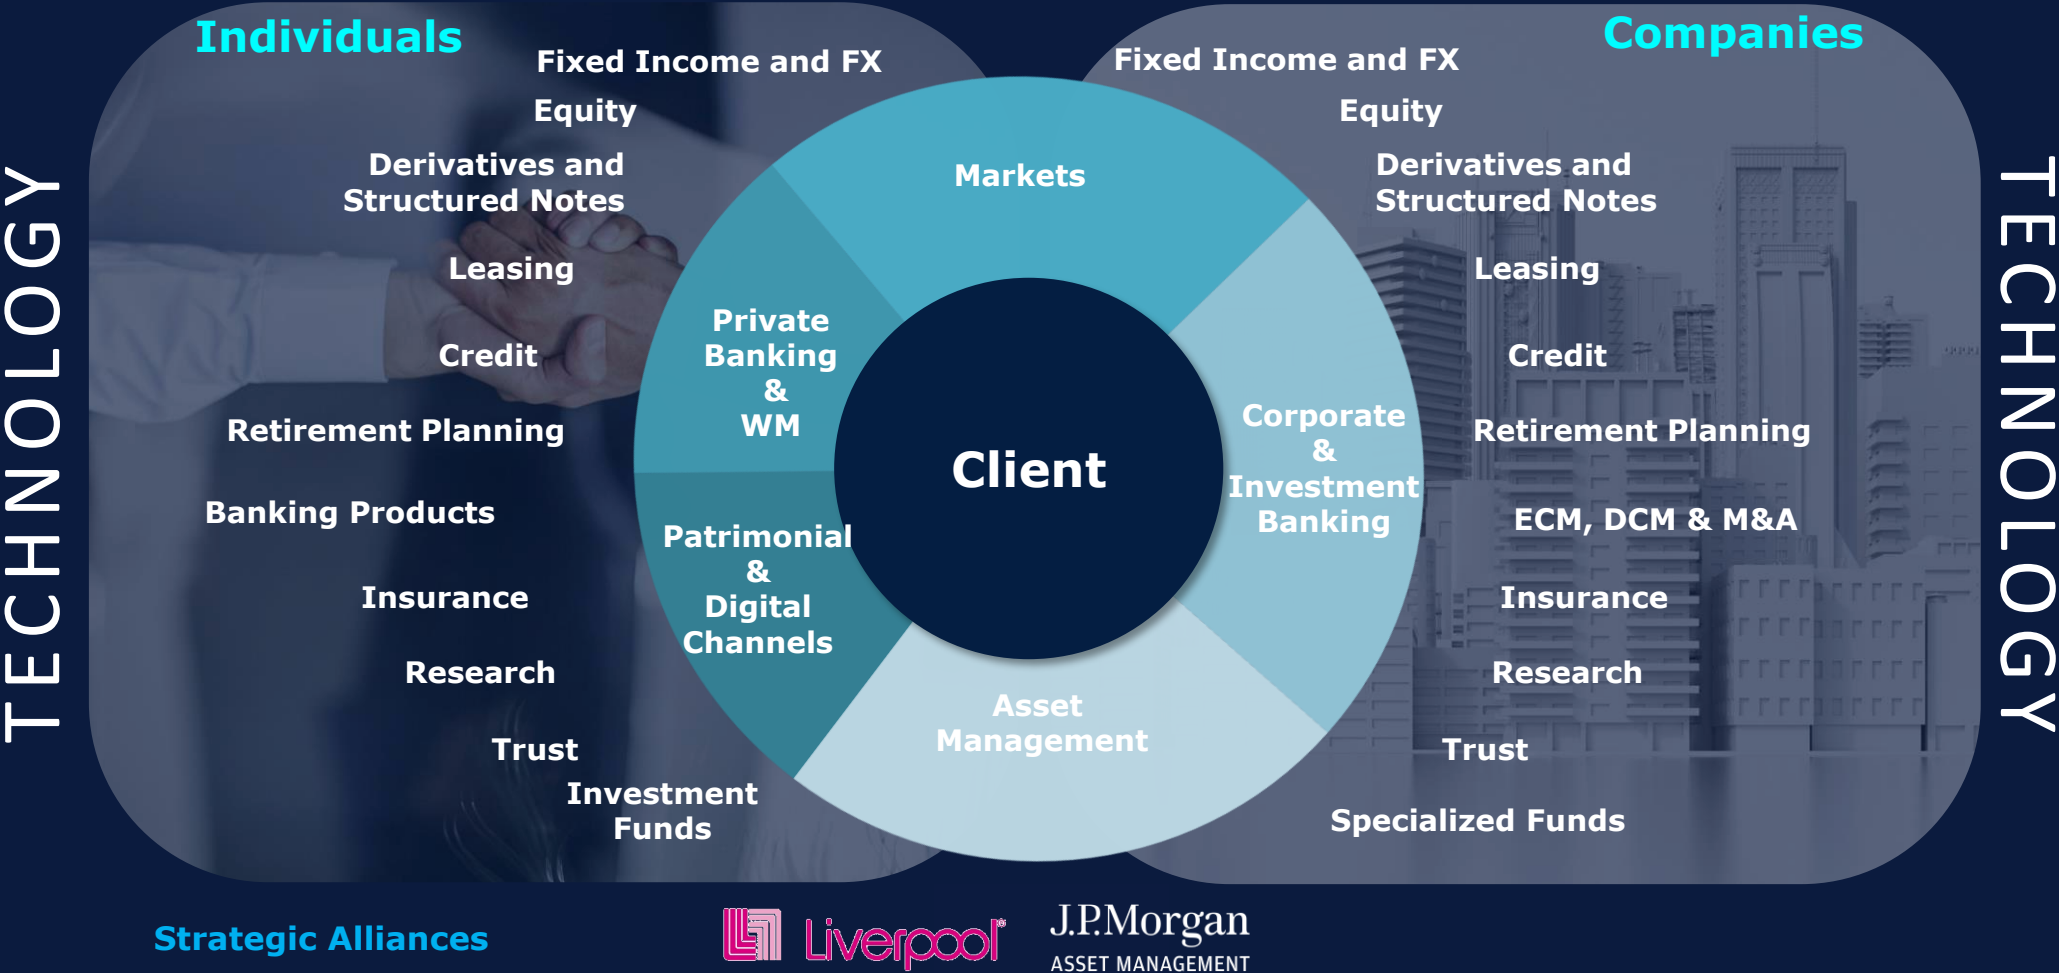 Individuals
Fixed Income and FX
Equity
Derivatives and
Structured Notes
Leasing
Credit
Retirement Planning
Banking Products
Insurance
Research
Trust
Investment
Funds
TECHNOLOGY
Markets
Private
Banking
&
WM
Patrimonial
&
Digital
Channels
Client
Corporate
&
Investment
Banking
Asset
Management
Companies
Fixed Income and FX
Equity
Derivatives and
Structured Notes
Leasing
Credit
Retirement Planning
ECM, DCM & M&A
Insurance
Research
Trust
Specialized Funds
TECHNOLOGY
Strategic Alliances
Liverpool®
J.P.Morgan
ASSET MANAGEMENT